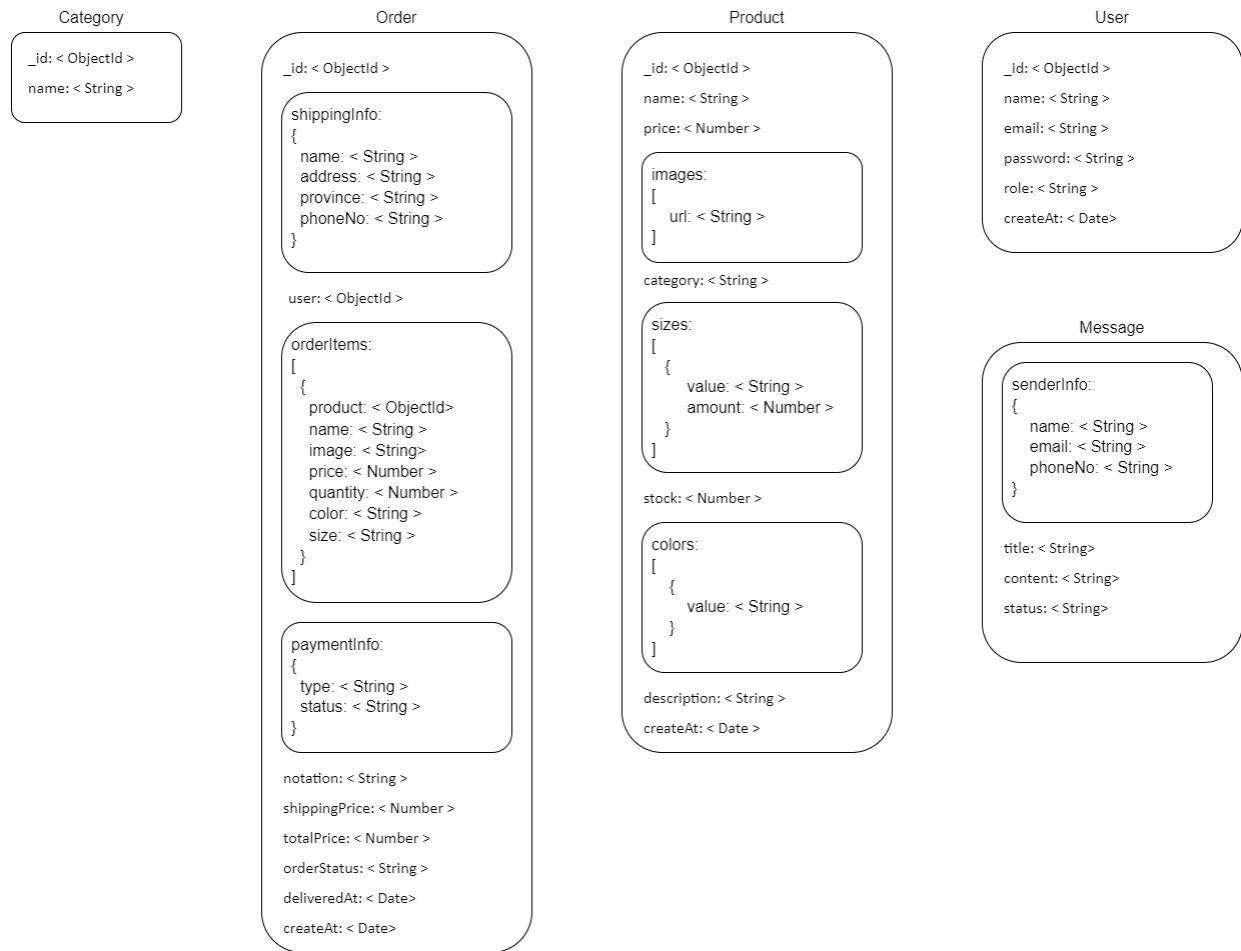 Category
_id: < ObjectId >
name: < String >
Order
_id: < ObjectId >
shippingInfo:
{
name: < String >
address: < String >
province: < String >
phoneNo: < String >
}
user: < ObjectId >
orderItems:
[
{
product: < ObjectId>
name: < String >
image: < String>
price: < Number >
quantity: < Number >
color: < String >
size: < String >
}
]
paymentInfo:
{
type: < String >
status: < String >
}
notation: < String >
shippingPrice: < Number >
totalPrice: < Number >
orderStatus: < String >
deliveredAt: < Date>
createAt: < Date>
Product
_id: < ObjectId >
name: < String >
price: < Number >
images:
[
url: < String >
]
category: < String >
sizes:
[
{
value: < String >
amount: < Number >
}
]
stock: < Number >
colors:
[
{
value: < String >
}
]
description: < String >
createAt: < Date >
User
_id: < ObjectId >
name: < String >
email: < String >
password: < String >
role: < String >
createAt: < Date>
Message
senderInfo:
{
name: < String >
email: < String >
phoneNo: < String >
}
title: < String>
content: < String>
status: < String>